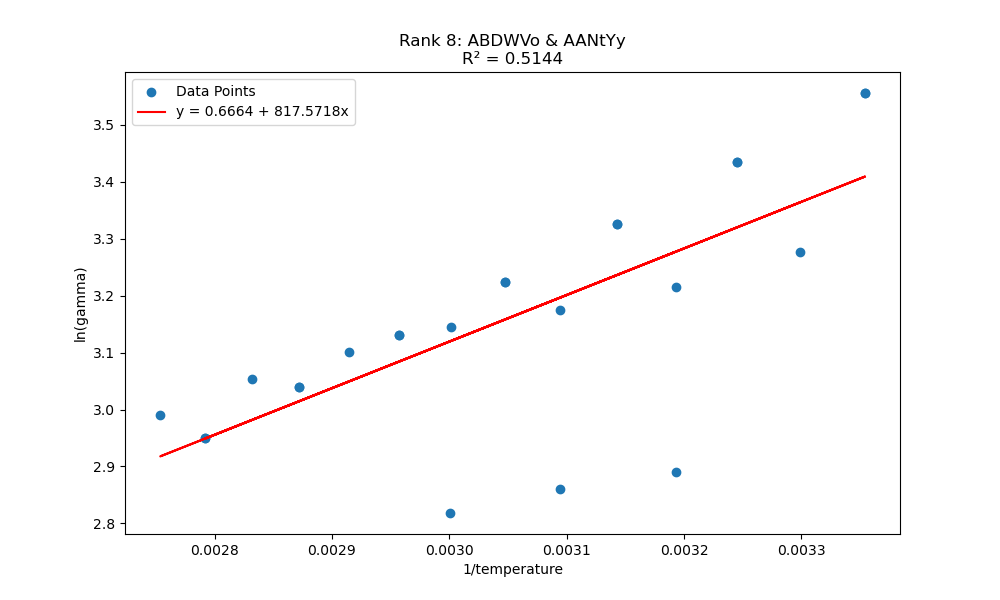 Rank 8: ABDWVo & AANtYy
R² = 0.5144
Data Points
y = 0.6664 + 817.5718x
ln(gamma)
3.5
3.4
3.3
3.2
3.1
3.0
2.9
2.8
0.0028
0.0029
0.0030
0.0031
0.0032
0.0033
1/temperature